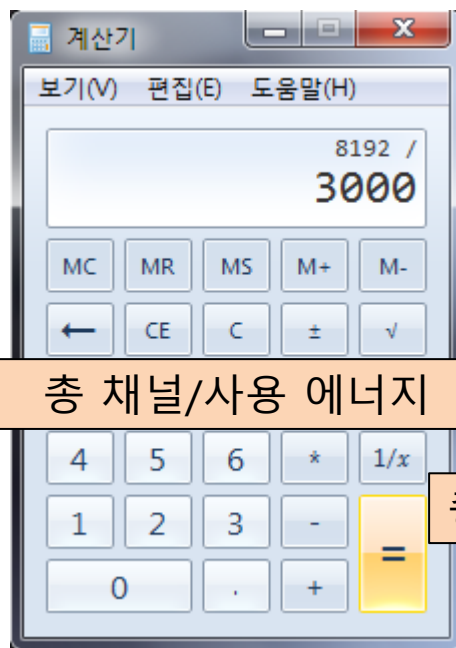 계산기
보기(V) 편집(E) 도움말(H)
8192 /
3000
MC MR MS M+ M-
← CE C ± √
총 채널/사용 에너지
4 5 6 * 1/x
1 2 3 - =
0 . +